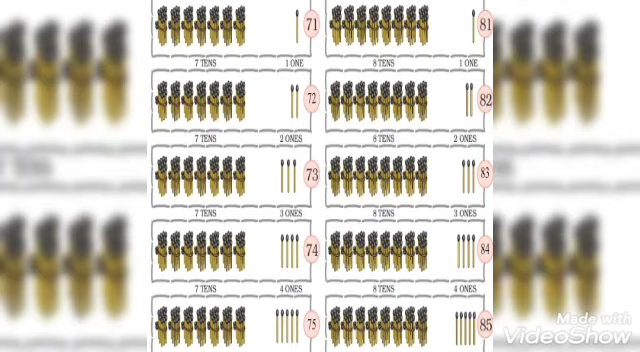 71 81
7 TENS 1 ONE 8 TENS 1 ONE
72 82
7 TENS 2 ONES 8 TENS 2 ONES
73 83
7 TENS 3 ONES 8 TENS 3 ONES
74 84
7 TENS 4 ONES 8 TENS 4 ONES
75 85
Made with
VideoShow